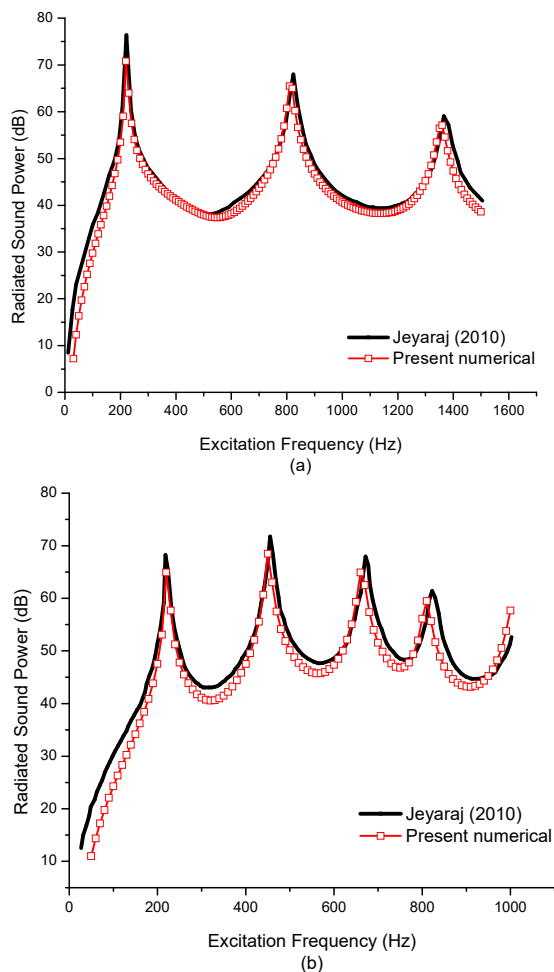 80
70
60
50
40
30
20
10
0
Radiated Sound Power (dB)
Jeyaraj (2010)
Present numerical
0 200 400 600 800 1000 1200 1400 1600
Excitation Frequency (Hz)
(a)
80
70
60
50
40
30
20
10
Radiated Sound Power (dB)
Jeyaraj (2010)
Present numerical
0 200 400 600 800 1000
Excitation Frequency (Hz)
(b)